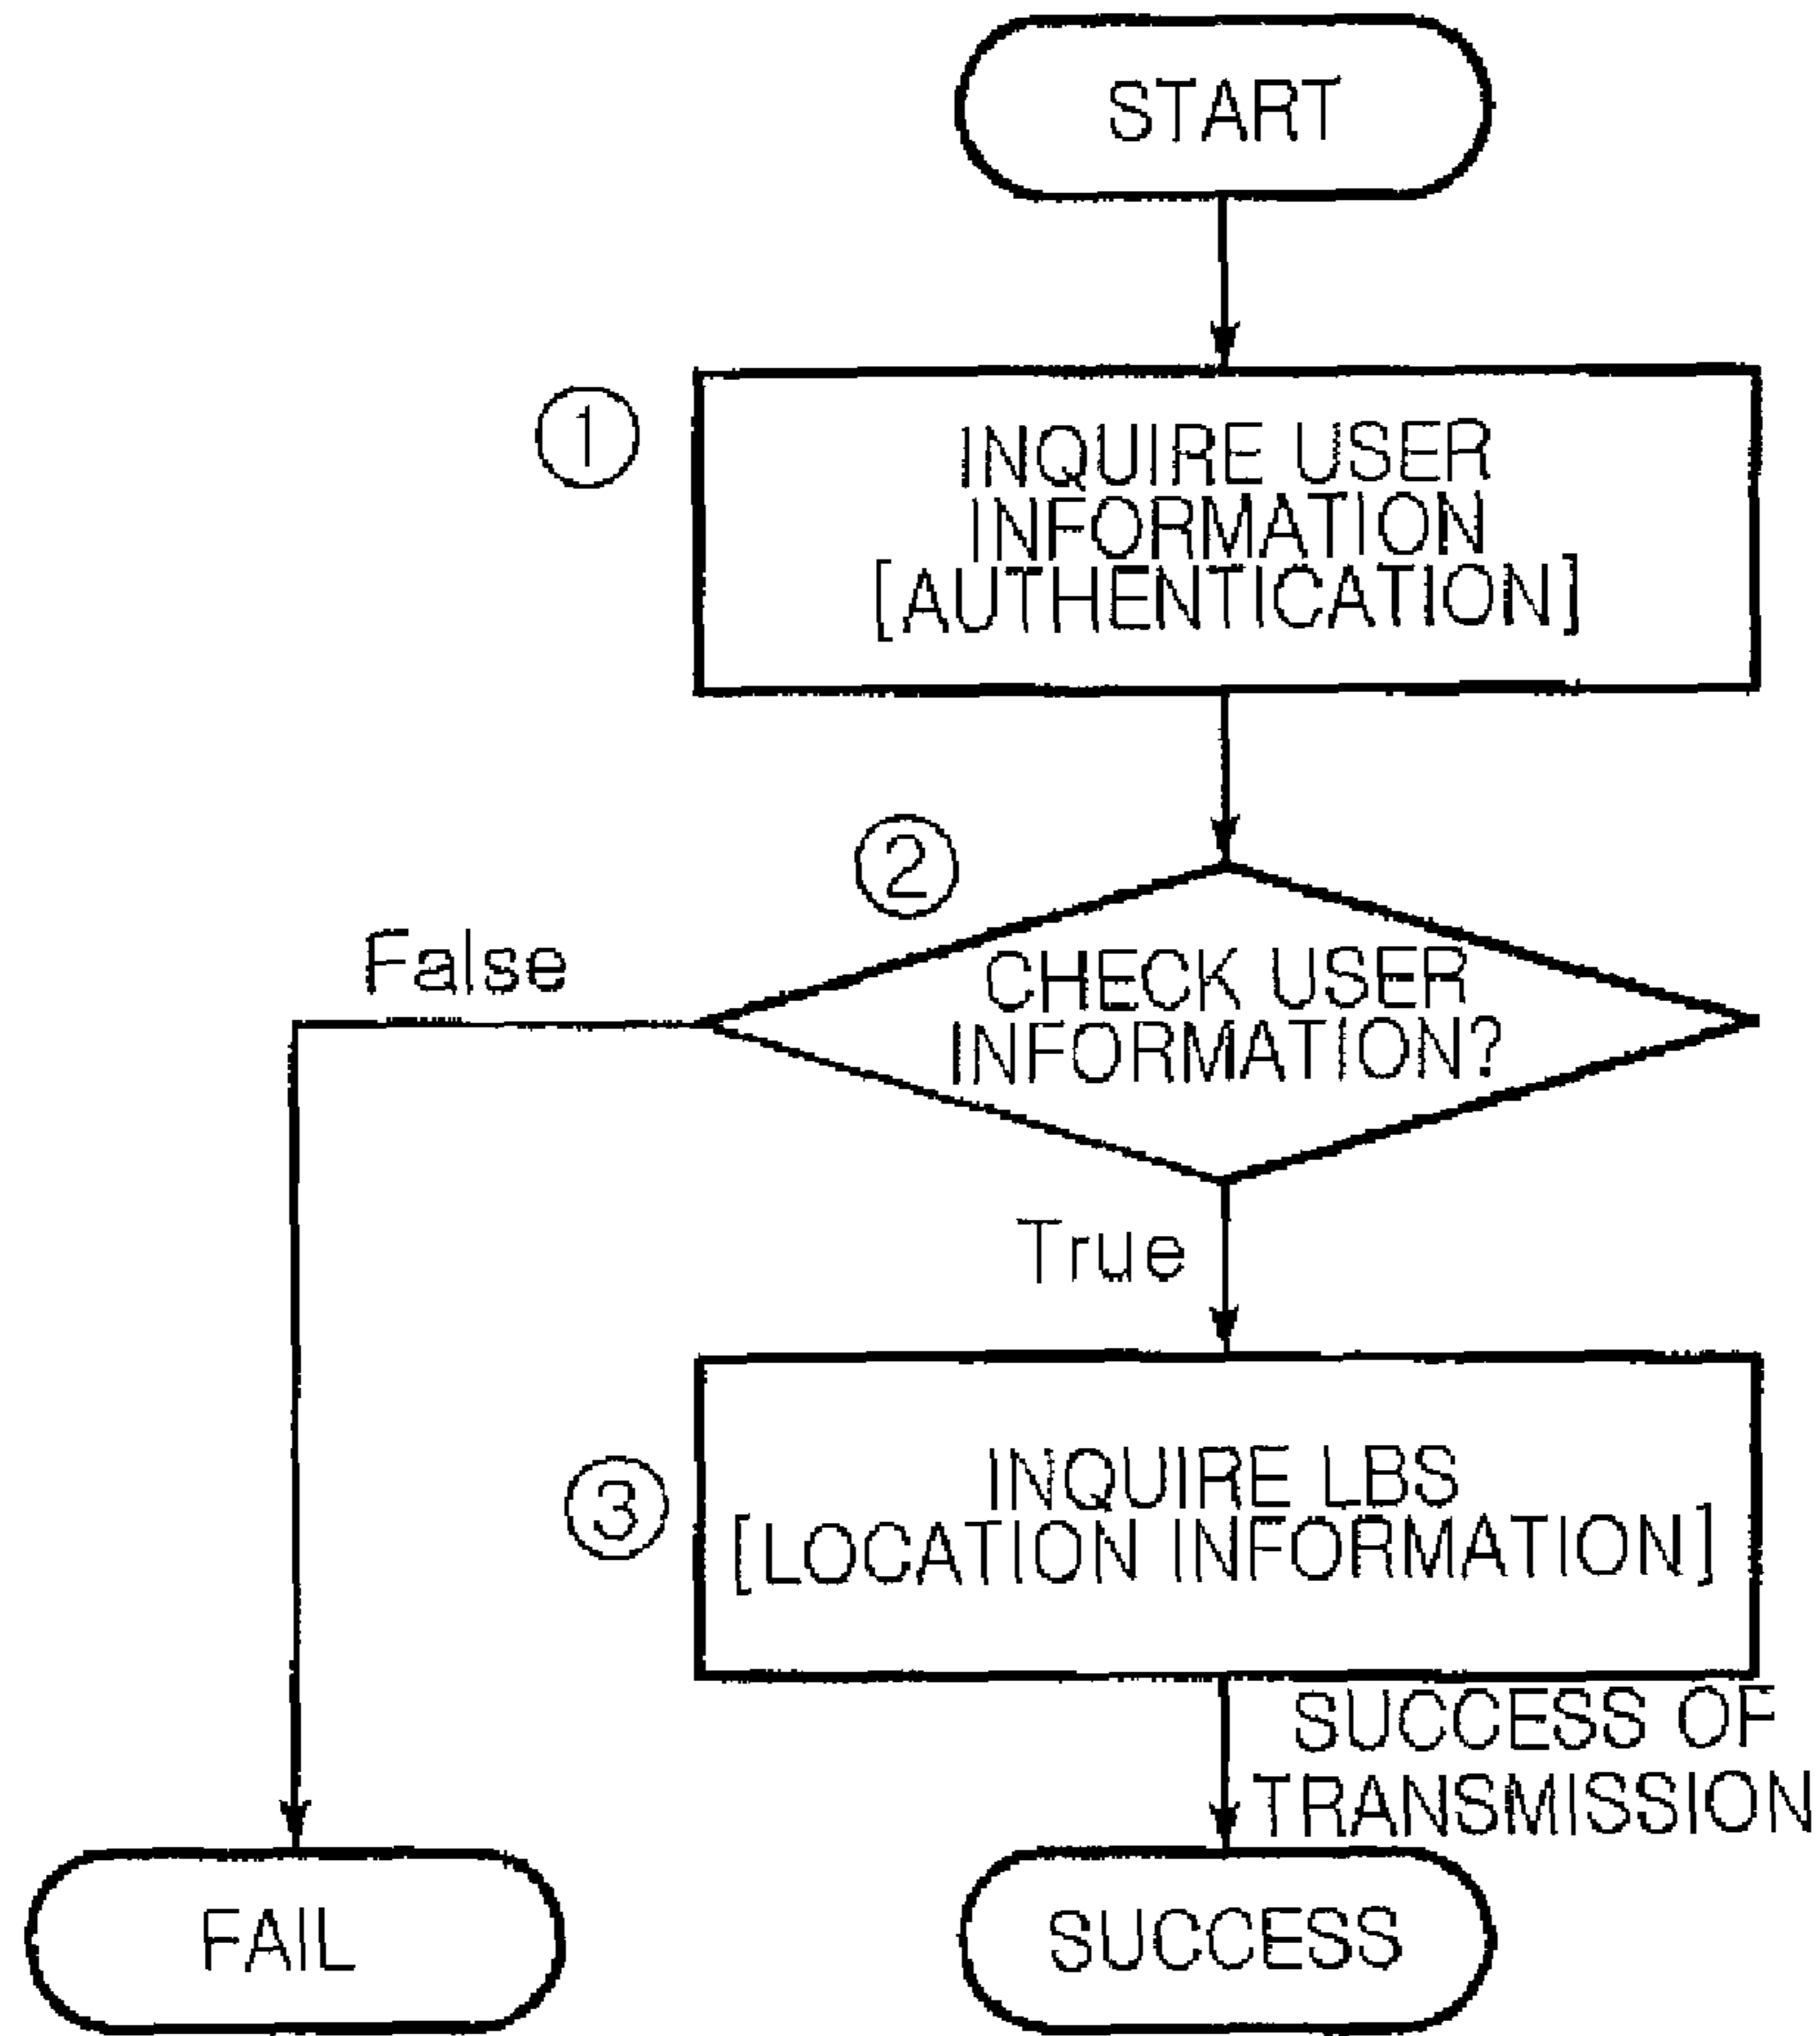 START
①
INQUIRE USER
INFORMATION
[AUTHENTICATION]
②
False
CHECK USER
INFORMATION?
True
③
INQUIRE LBS
[LOCATION INFORMATION]
SUCCESS OF
TRANSMISSION
FAIL
SUCCESS